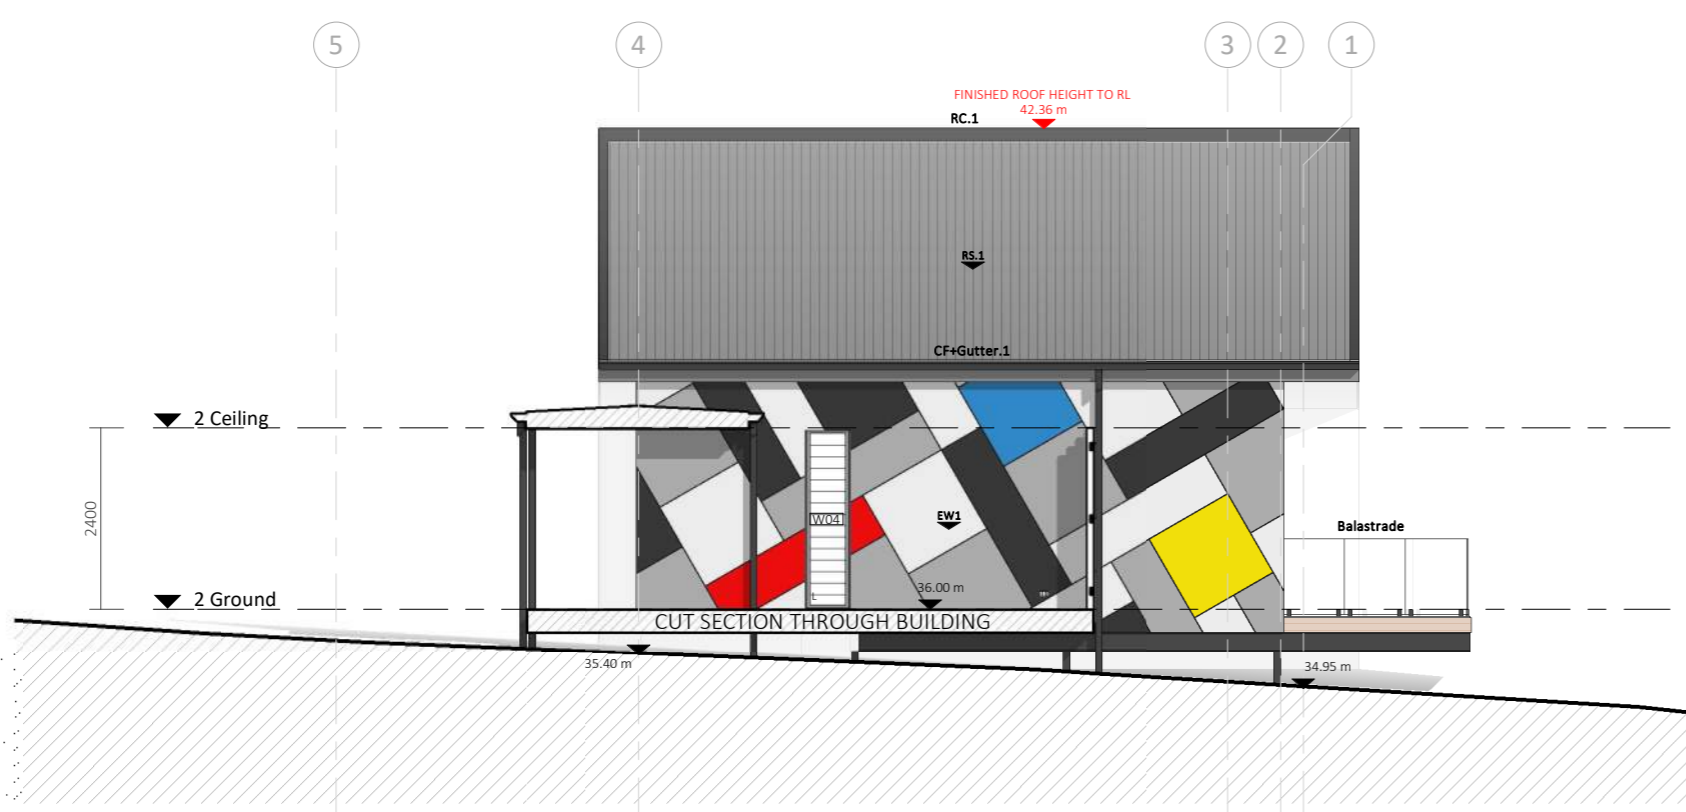 5
4
3
2
1
FINISHED ROOF HEIGHT TO RL
42.36 m
RC.1
RS.1
CF+Gutter.1
2 Ceiling
2400
W04
EW1
Balastrade
L
36.00 m
2 Ground
CUT SECTION THROUGH BUILDING
35.40 m
34.95 m